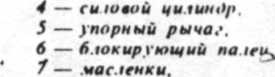 4 — силовой цилиндр.
5 — упорный рычаг.
6 — блокирующий палец,
7 — масленки.